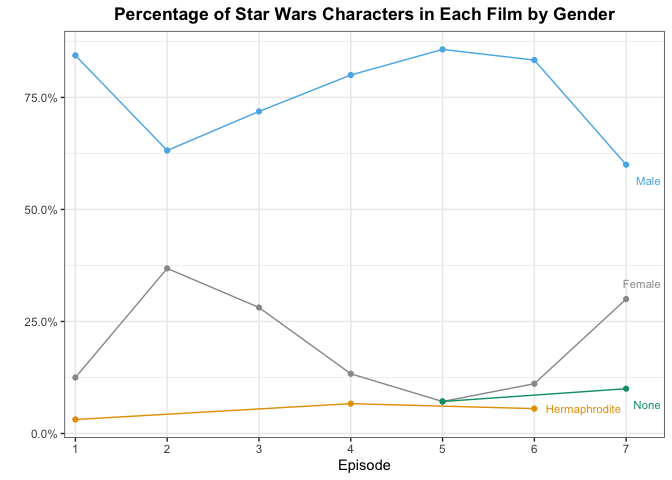 Percentage of Star Wars Characters in Each Film by Gender
75.0%
50.0%
25.0%
0.0%
Male
Female
Hermaphrodite
None
1 2 3 4 5 6 7
Episode